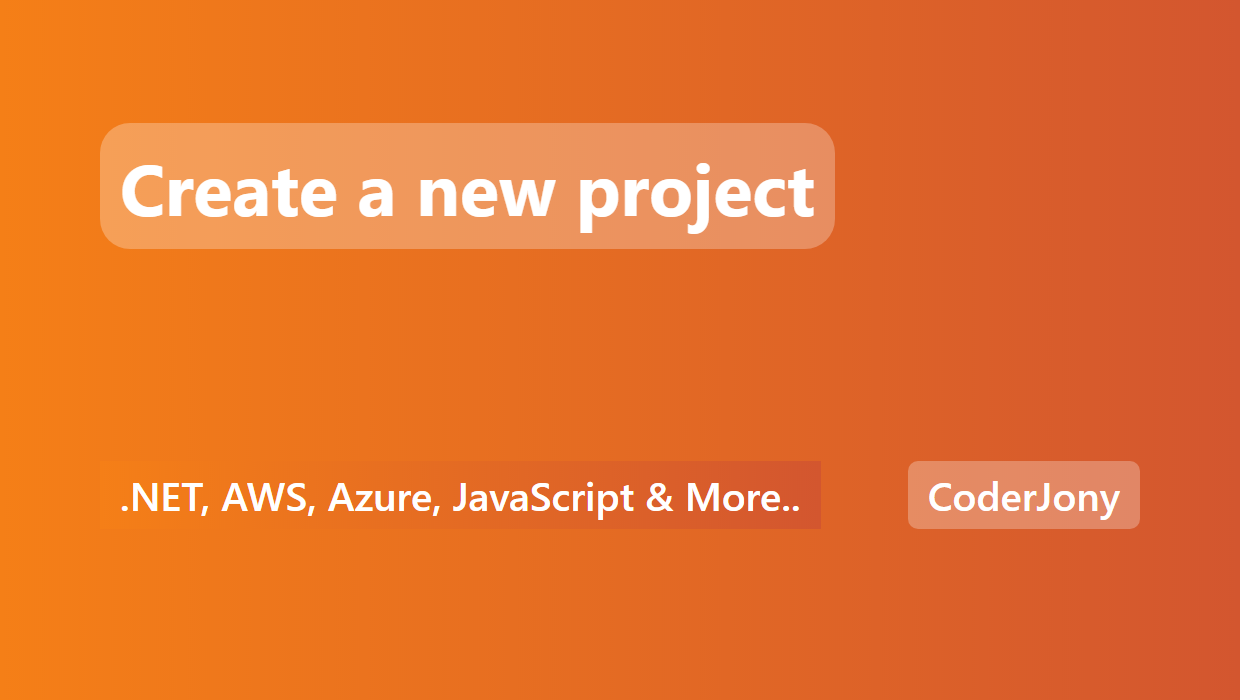 Create a new project
.NET, AWS, Azure, JavaScript & More..
CoderJony